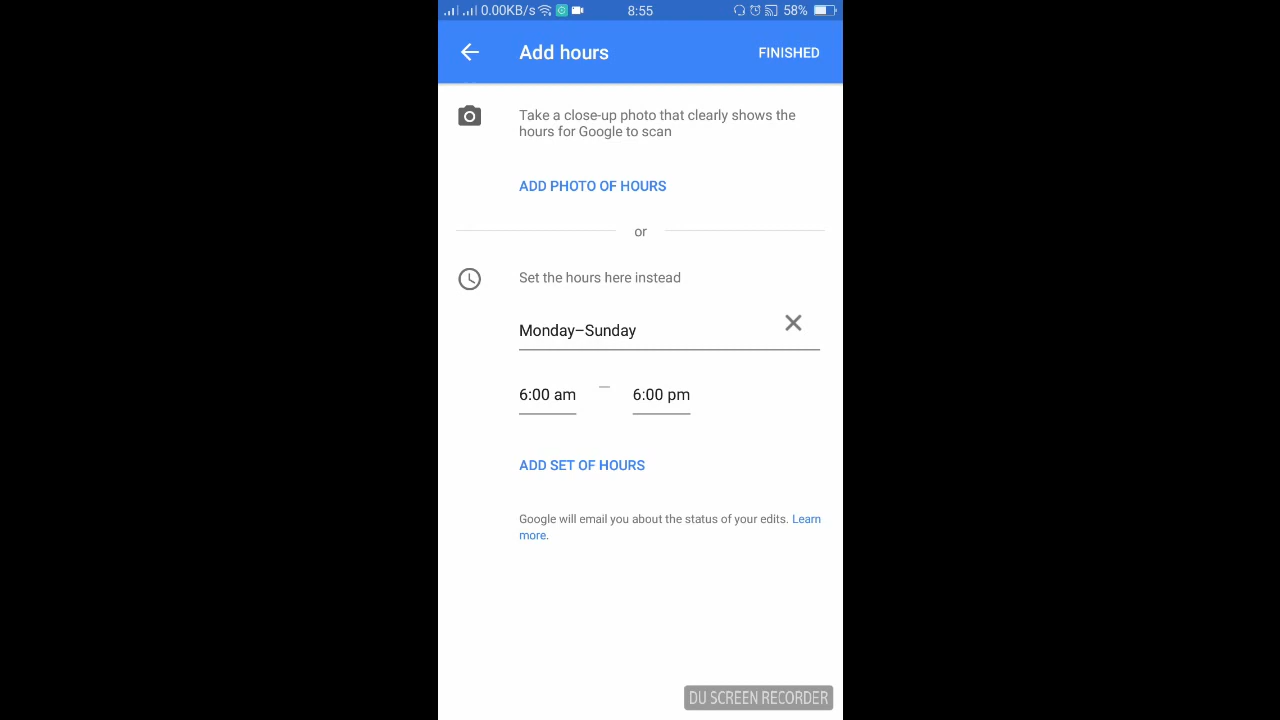 0.00KB/s 8:55 58%
Add hours FINISHED
Take a close-up photo that clearly shows the
hours for Google to scan
ADD PHOTO OF HOURS
or
Set the hours here instead
Monday–Sunday
6:00 am — 6:00 pm
ADD SET OF HOURS
Google will email you about the status of your edits. Learn
more.
DU SCREEN RECORDER